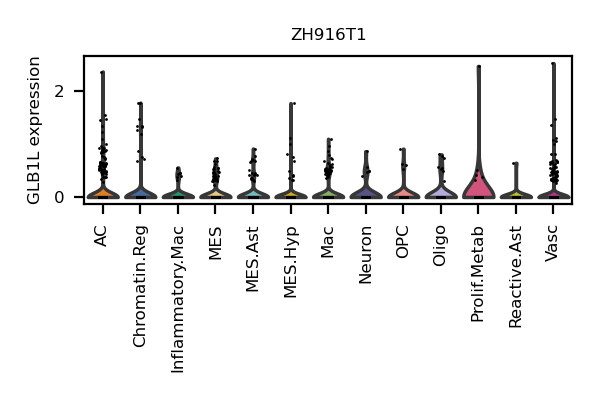 ZH916T1
GLB1L expression
2
0
AC
Chromatin.Reg
Inflammatory.Mac
MES
MES.Ast
MES.Hyp
Mac
Neuron
OPC
Oligo
Prolif.Metab
Reactive.Ast
Vasc